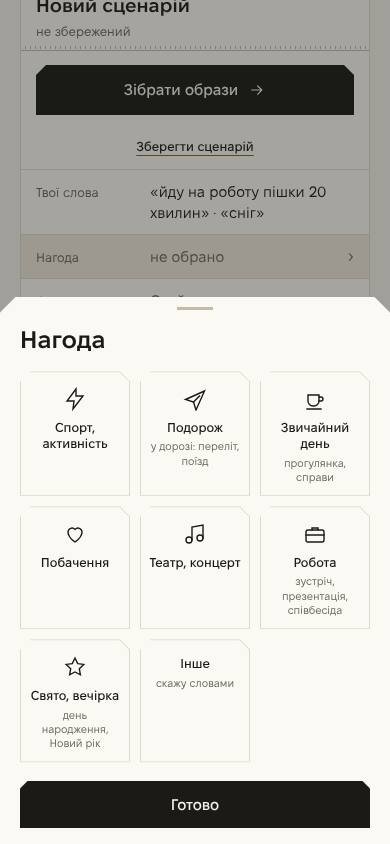 Новий сценарій
не збережений
Зібрати образи →
Зберегти сценарій
Твої слова
«йду на роботу пішки 20
хвилин» · «сніг»
Нагода
не обрано
Нагода
Спорт,
активність
Подорож
у дорозі: переліт,
поїзд
Звичайний
день
прогулянка,
справи
Побачення
Театр, концерт
Робота
зустріч,
презентація,
співбесіда
Свято, вечірка
день
народження,
Новий рік
Інше
скажу словами
Готово